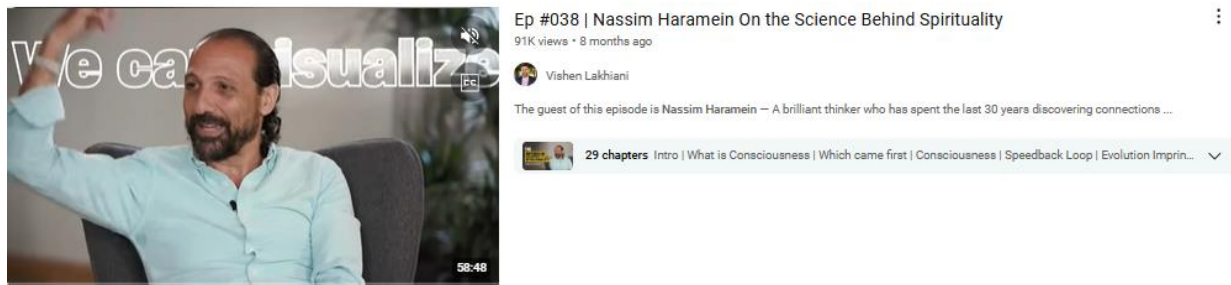 We can visualize
CC
58:48
Ep #038 | Nassim Haramein On the Science Behind Spirituality
91K views • 8 months ago
Vishen Lakhiani
The guest of this episode is Nassim Haramein — A brilliant thinker who has spent the last 30 years discovering connections ...
29 chapters Intro | What is Consciousness | Which came first | Consciousness | Speedback Loop | Evolution Imprin...